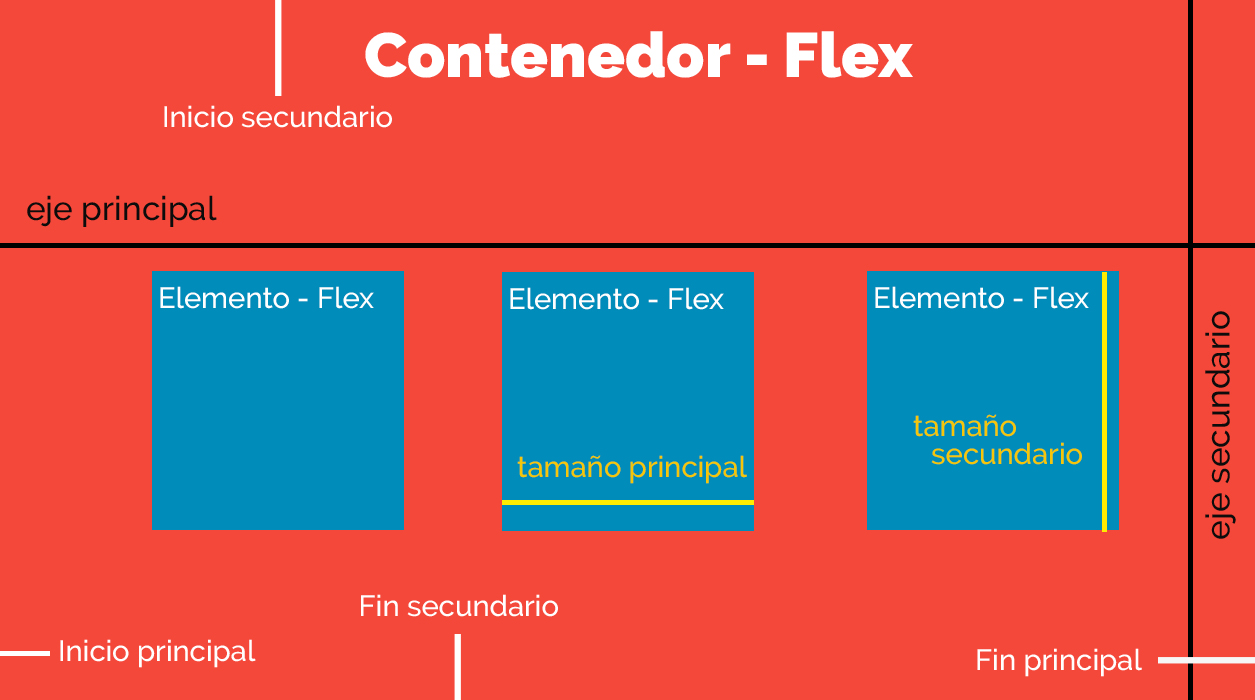 Contenedor - Flex
Inicio secundario
eje principal
Elemento - Flex
Elemento - Flex
Elemento - Flex
tamaño principal
tamaño
secundario
eje secundario
Fin secundario
Inicio principal
Fin principal